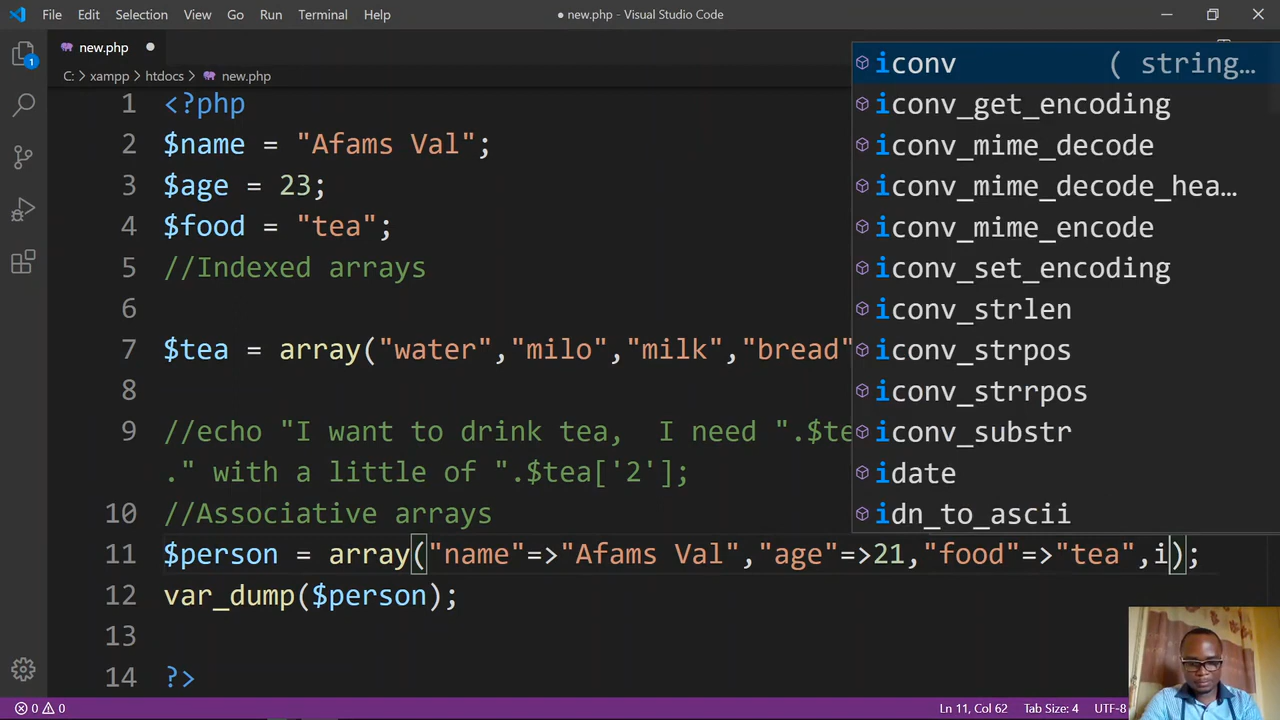 File Edit Selection View Go Run Terminal Help ● new.php - Visual Studio Code
new.php ●
C: > xampp > htdocs > new.php
1 <?php
2 $name = "Afams Val";
3 $age = 23;
4 $food = "tea";
5 //Indexed arrays
6
7 $tea = array("water","milo","milk","bread"
8
9 //echo "I want to drink tea,  I need ".$te
." with a little of ".$tea['2'];
10 //Associative arrays
11 $person = array("name"=>"Afams Val","age"=>21,"food"=>"tea",i);
12 var_dump($person);
13
14 ?>
iconv ( string…
iconv_get_encoding
iconv_mime_decode
iconv_mime_decode_hea…
iconv_mime_encode
iconv_set_encoding
iconv_strlen
iconv_strpos
iconv_strrpos
iconv_substr
idate
idn_to_ascii
1
0 0 Ln 11, Col 62 Tab Size: 4 UTF-8